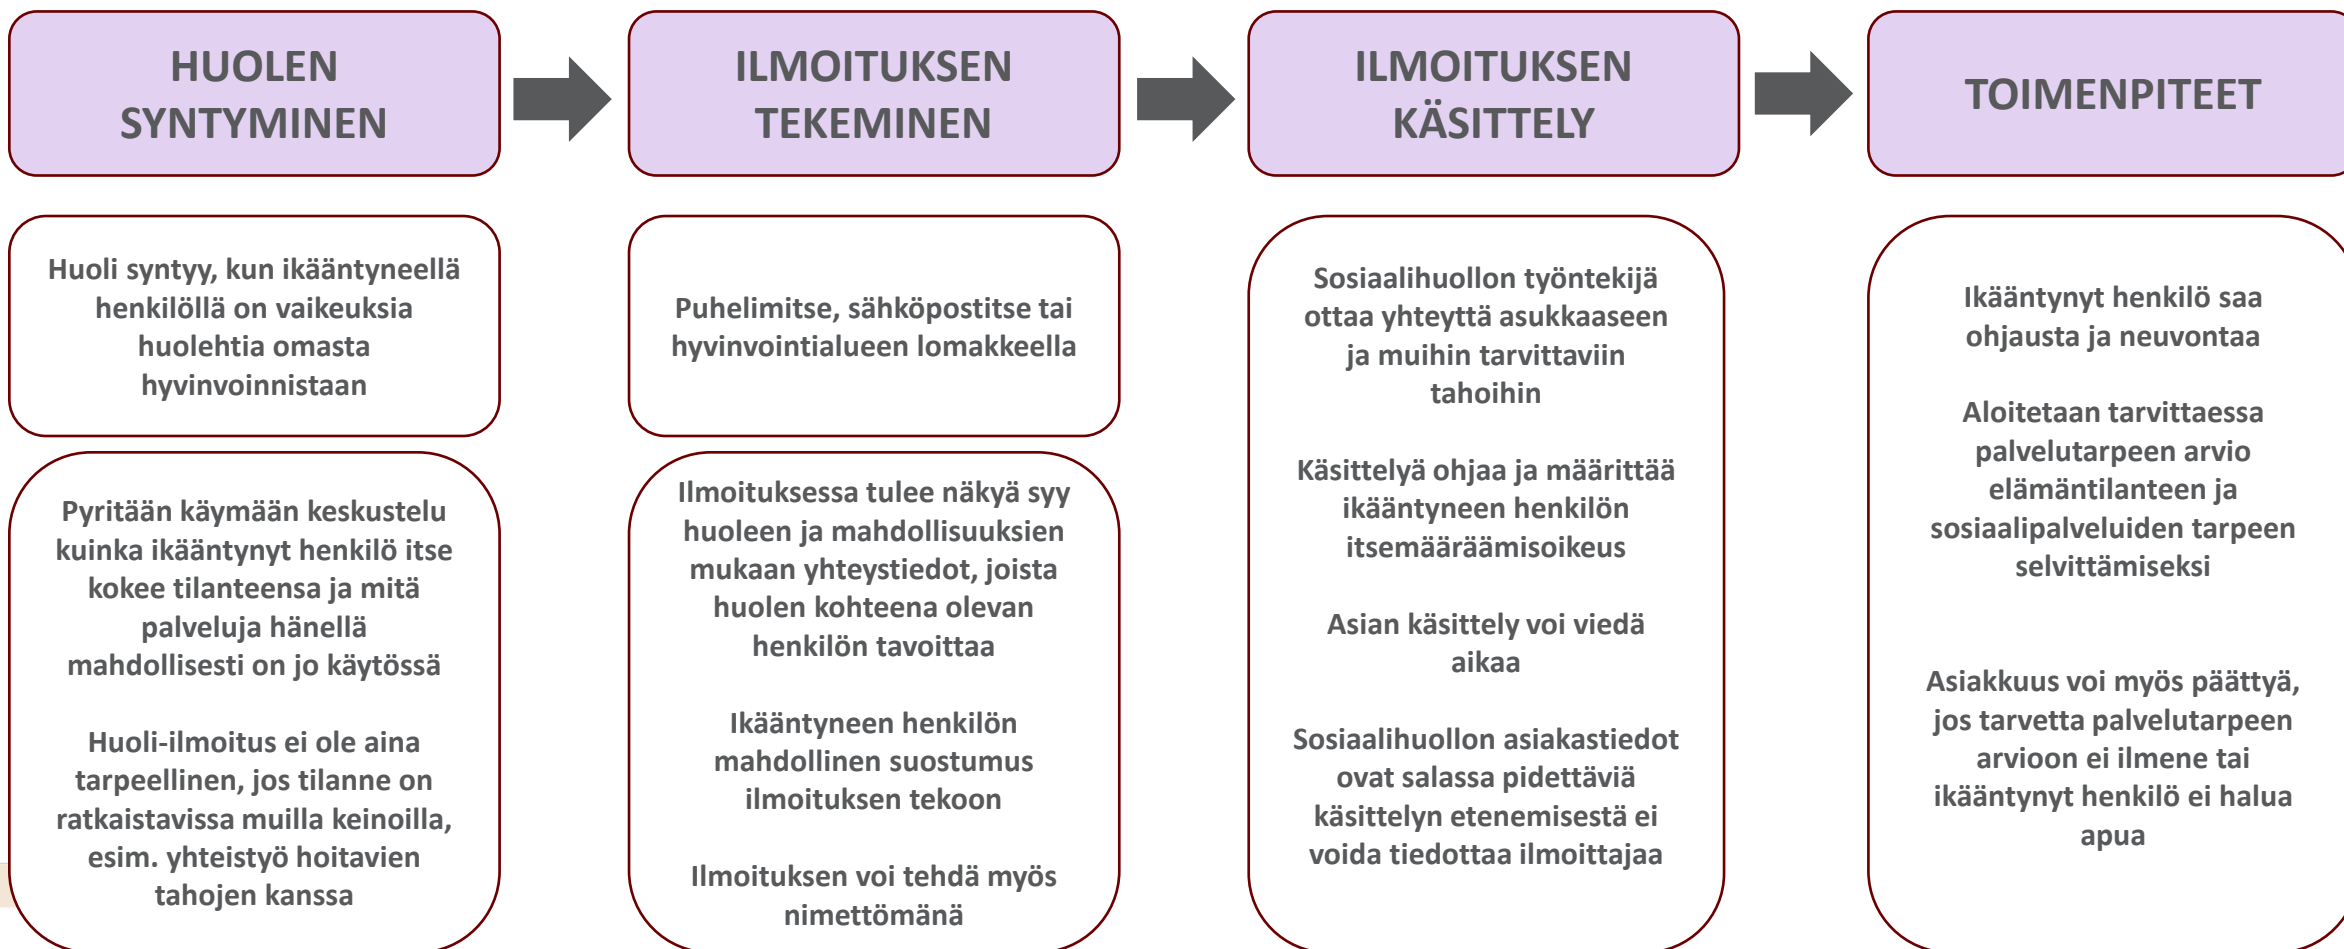 HUOLEN
SYNTYMINEN
ILMOITUKSEN
TEKEMINEN
ILMOITUKSEN
KÄSITTELY
TOIMENPITEET
Huoli syntyy, kun ikääntyneellä
henkilöllä on vaikeuksia
huolehtia omasta
hyvinvoinnistaan
Pyritään käymään keskustelu
kuinka ikääntynyt henkilö itse
kokee tilanteensa ja mitä
palveluja hänellä
mahdollisesti on jo käytössä
Huoli-ilmoitus ei ole aina
tarpeellinen, jos tilanne on
ratkaistavissa muilla keinoilla,
esim. yhteistyö hoitavien
tahojen kanssa
Puhelimitse, sähköpostitse tai
hyvinvointialueen lomakkeella
Ilmoituksessa tulee näkyä syy
huoleen ja mahdollisuuksien
mukaan yhteystiedot, joista
huolen kohteena olevan
henkilön tavoittaa
Ikääntyneen henkilön
mahdollinen suostumus
ilmoituksen tekoon
Ilmoituksen voi tehdä myös
nimettömänä
Sosiaalihuollon työntekijä
ottaa yhteyttä asukkaaseen
ja muihin tarvittaviin
tahoihin
Käsittelyä ohjaa ja määrittää
ikääntyneen henkilön
itsemääräämisoikeus
Asian käsittely voi viedä
aikaa
Sosiaalihuollon asiakastiedot
ovat salassa pidettäviä
käsittelyn etenemisestä ei
voida tiedottaa ilmoittajaa
Ikääntynyt henkilö saa
ohjausta ja neuvontaa
Aloitetaan tarvittaessa
palvelutarpeen arvio
elämäntilanteen ja
sosiaalipalveluiden tarpeen
selvittämiseksi
Asiakkuus voi myös päättyä,
jos tarvetta palvelutarpeen
arvioon ei ilmene tai
ikääntynyt henkilö ei halua
apua